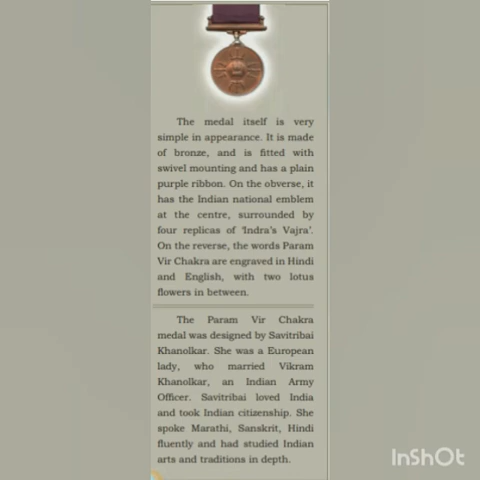 The medal itself is very
simple in appearance. It is made
of bronze, and is fitted with
swivel mounting and has a plain
purple ribbon. On the obverse, it
has the Indian national emblem
at the centre, surrounded by
four replicas of 'Indra's Vajra'.
On the reverse, the words Param
Vir Chakra are engraved in Hindi
and English, with two lotus
flowers in between.
The Param Vir Chakra
medal was designed by Savitribai
Khanolkar. She was a European
lady, who married Vikram
Khanolkar, an Indian Army
Officer. Savitribai loved India
and took Indian citizenship. She
spoke Marathi, Sanskrit, Hindi
fluently and had studied Indian
arts and traditions in depth.
InShOt